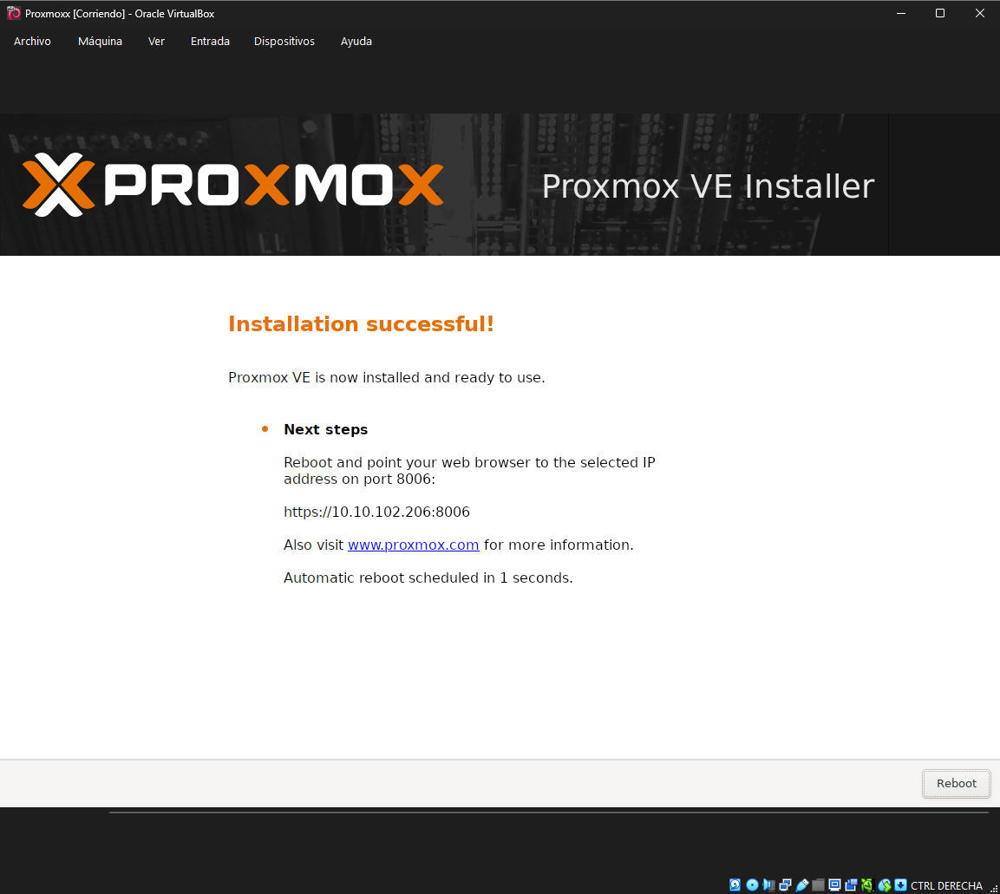 Proxmoxx [Corriendo] - Oracle VirtualBox
Archivo Máquina Ver Entrada Dispositivos Ayuda
PROXMOX
Proxmox VE Installer
Installation successful!
Proxmox VE is now installed and ready to use.
Next steps
Reboot and point your web browser to the selected IP
address on port 8006:
https://10.10.102.206:8006
Also visit www.proxmox.com for more information.
Automatic reboot scheduled in 1 seconds.
Reboot
CTRL DERECHA